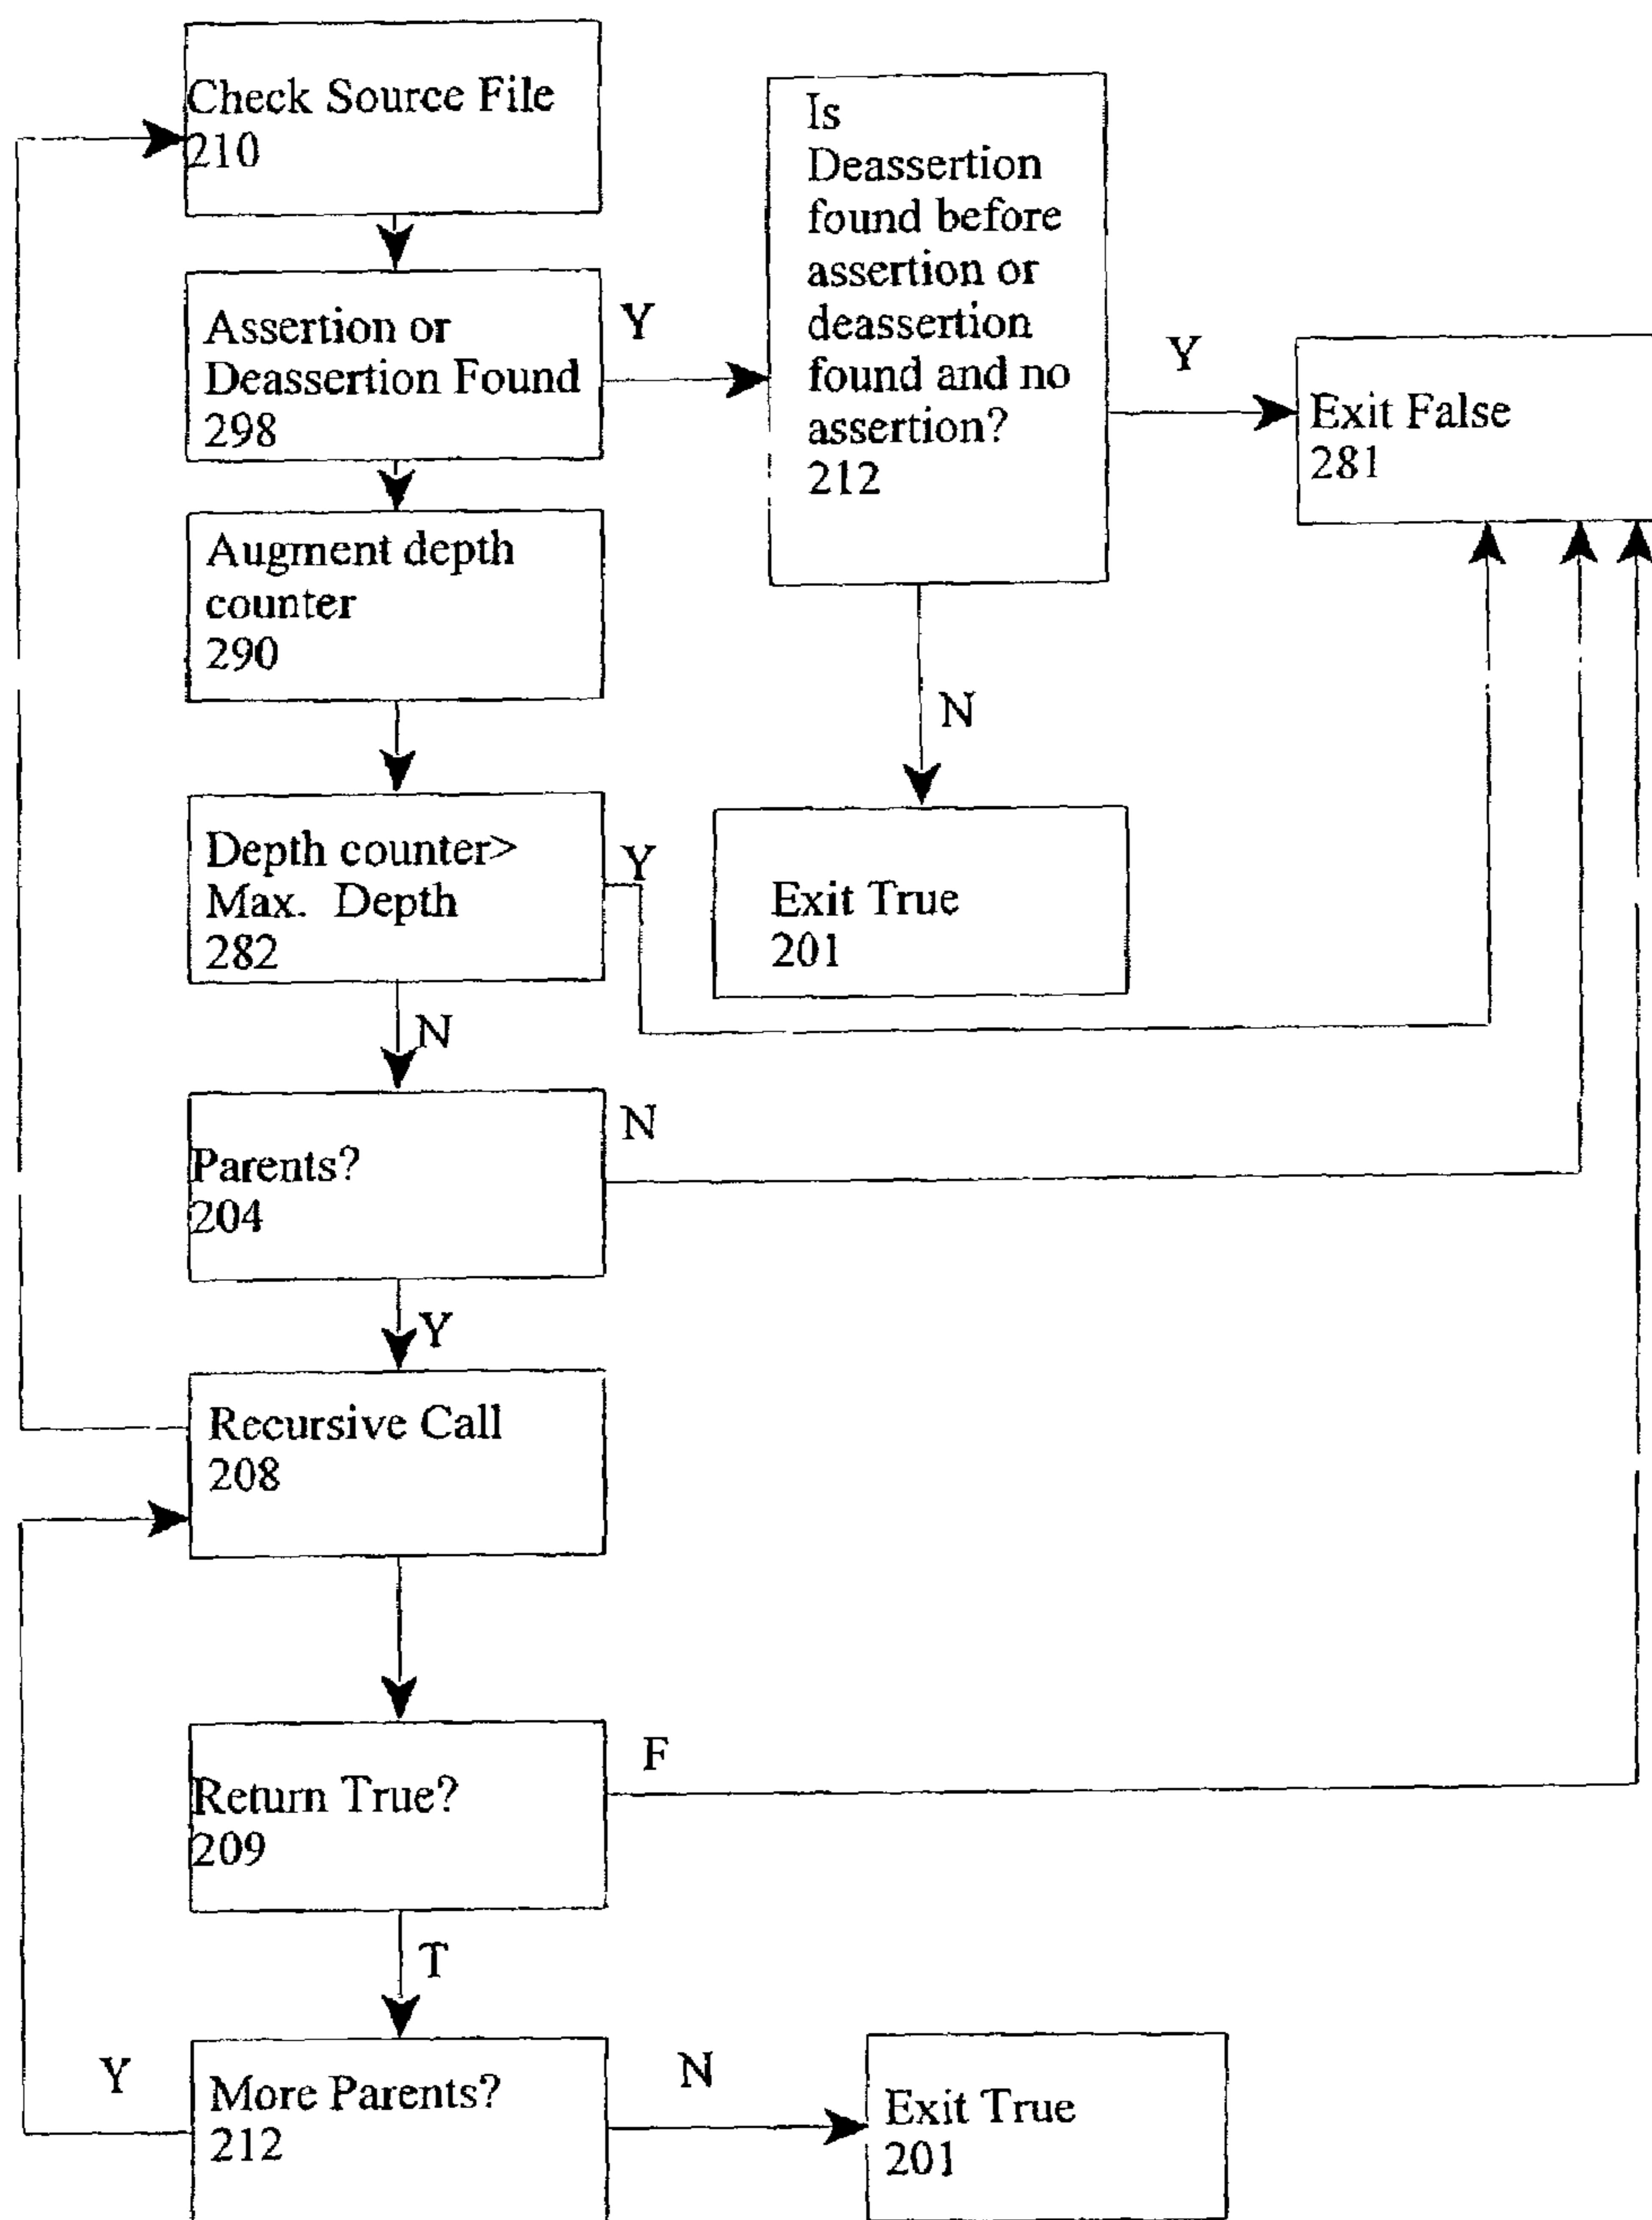 Check Source File
210
Is
Deassertion
found before
assertion or
deassertion
found and no
assertion?
212
Assertion or
Deassertion Found
298
Y
Y
Exit False
281
Augment depth
counter
290
N
Depth counter>
Max. Depth
282
Y
Exit True
201
N
Parents?
204
N
Y
Recursive Call
208
Return True?
209
F
T
Y
More Parents?
212
N
Exit True
201